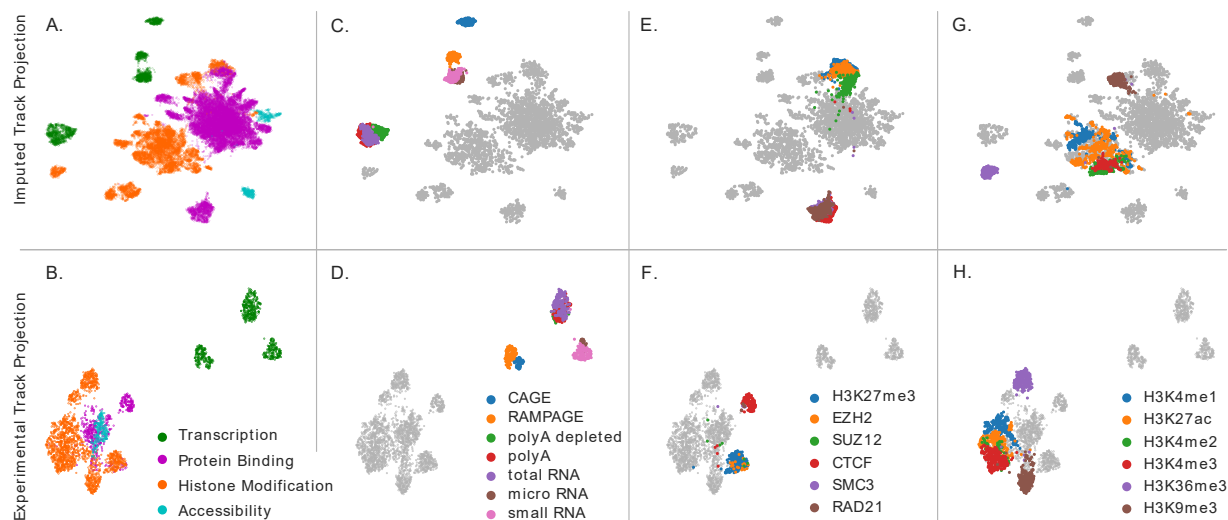 A.
C.
E.
G.
Imputed Track Projection
B.
D.
F.
H.
Experimental Track Projection
Transcription
Protein Binding
Histone Modification
Accessibility
CAGE
RAMPAGE
polyA depleted
polyA
total RNA
micro RNA
small RNA
H3K27me3
EZH2
SUZ12
CTCF
SMC3
RAD21
H3K4me1
H3K27ac
H3K4me2
H3K4me3
H3K36me3
H3K9me3